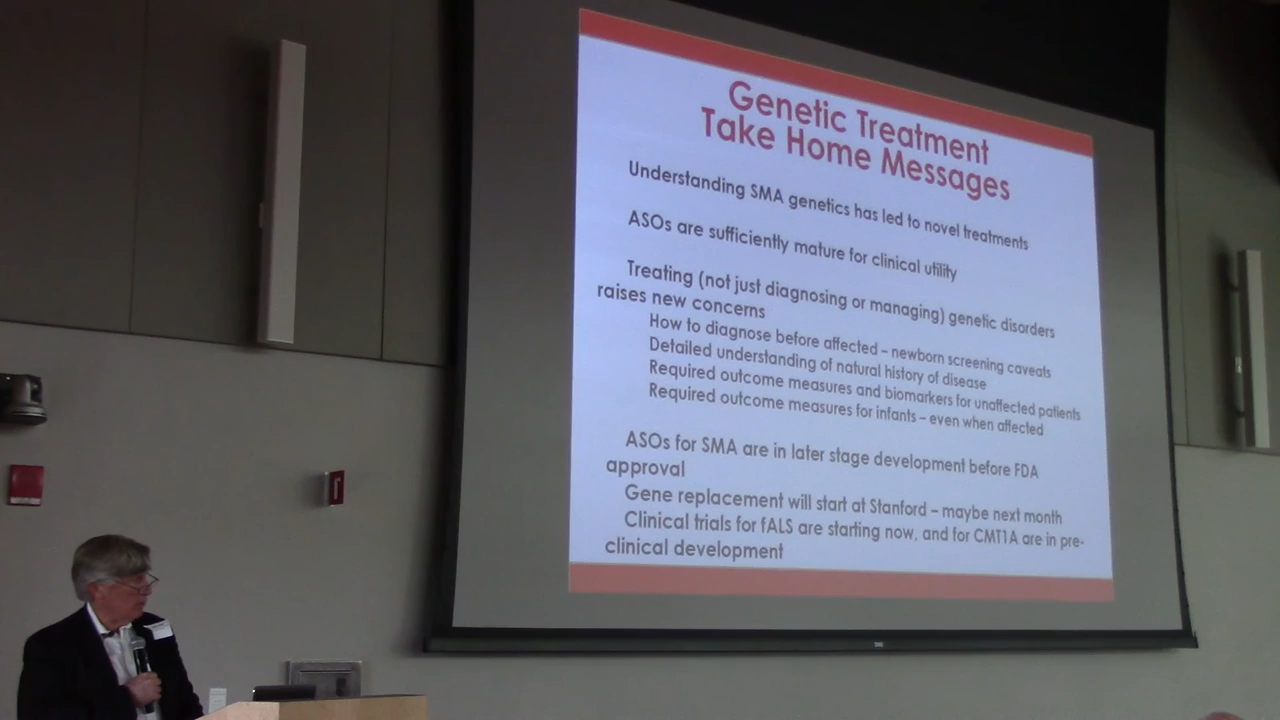 Genetic Treatment
Take Home Messages
Understanding SMA genetics has led to novel treatments
ASOs are sufficiently mature for clinical utility
Treating (not just diagnosing or managing) genetic disorders
raises new concerns
How to diagnose before affected – newborn screening caveats
Detailed understanding of natural history of disease
Required outcome measures and biomarkers for unaffected patients
Required outcome measures for infants – even when affected
ASOs for SMA are in later stage development before FDA
approval
Gene replacement will start at Stanford – maybe next month
Clinical trials for fALS are starting now, and for CMT1A are in pre-
clinical development